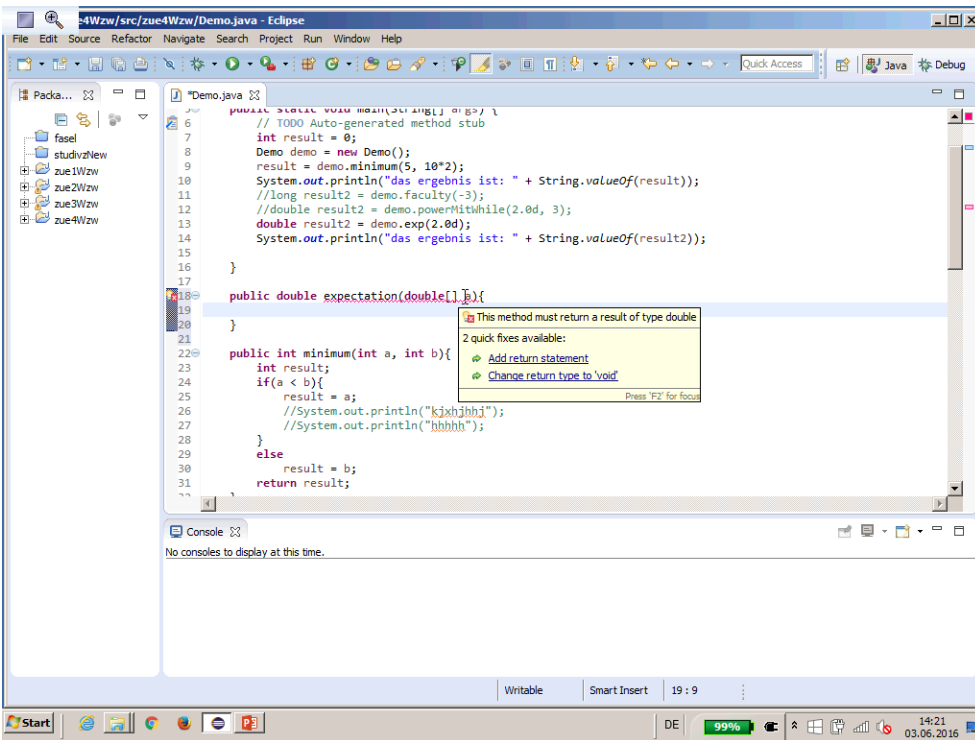 e4Wzw/src/zue4Wzw/Demo.java - Eclipse
File Edit Source Refactor Navigate Search Project Run Window Help
Quick Access
Java
Debug
Packa...
*Demo.java
fasel
studivzNew
zue1Wzw
zue2Wzw
zue3Wzw
zue4Wzw
public static void main(String[] args) {
6 // TODO Auto-generated method stub
7 int result = 0;
8 Demo demo = new Demo();
9 result = demo.minimum(5, 10*2);
10 System.out.println("das ergebnis ist: " + String.valueOf(result));
11 //long result2 = demo.faculty(-3);
12 //double result2 = demo.powerMitWhile(2.0d, 3);
13 double result2 = demo.exp(2.0d);
14 System.out.println("das ergebnis ist: " + String.valueOf(result2));
15
16 }
17
18 public double expectation(double[] a){
19
20 }
21
22 public int minimum(int a, int b){
23 int result;
24 if(a < b){
25 result = a;
26 //System.out.println("kjxhjhhj");
27 //System.out.println("hhhhh");
28 }
29 else
30 result = b;
31 return result;
This method must return a result of type double
2 quick fixes available:
Add return statement
Change return type to 'void'
Press 'F2' for focus
Console
No consoles to display at this time.
Writable
Smart Insert
19 : 9
Start
DE
99%
14:21
03.06.2016